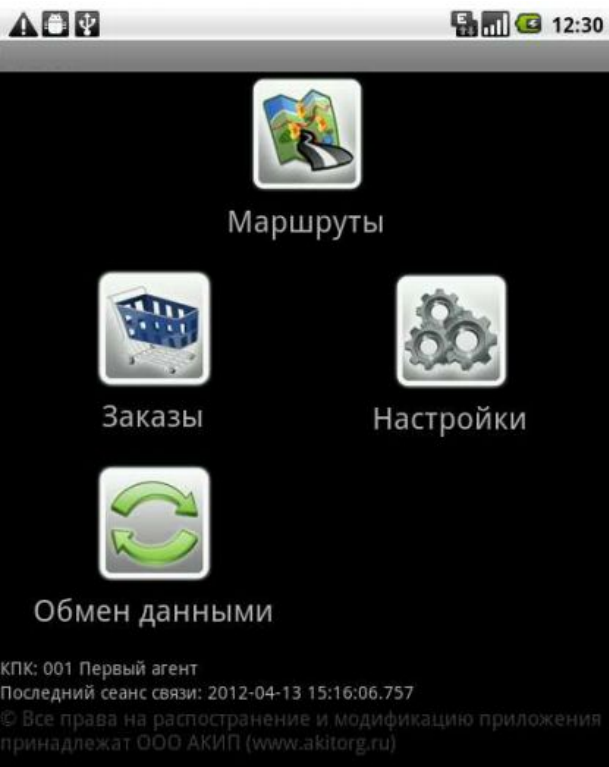 12:30
Маршруты
Заказы
Настройки
Обмен данными
КПК: 001 Первый агент
Последний сеанс связи: 2012-04-13 15:16:06.757
© Все права на распостранение и модификацию приложения
принадлежат ООО АКИП (www.akitorg.ru)